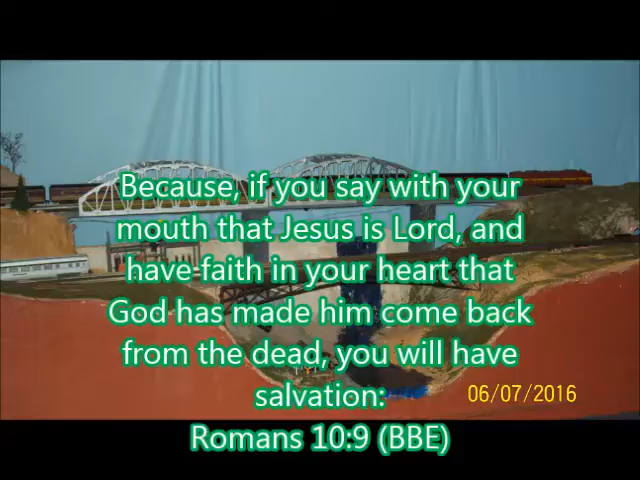 Because, if you say with your
mouth that Jesus is Lord, and
have-faith in your heart that
God has made him come back
from the dead, you will have
salvation:
06/07/2016
Romans 10:9 (BBE)